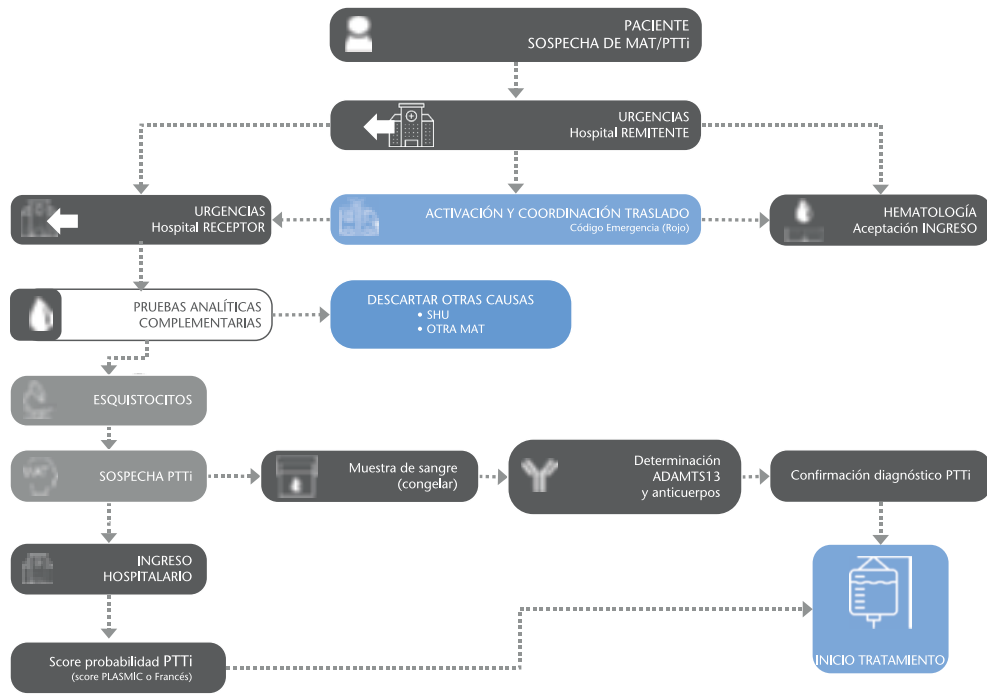 PACIENTE
SOSPECHA DE MAT/PTTi
URGENCIAS
Hospital REMITENTE
URGENCIAS
Hospital RECEPTOR
ACTIVACIÓN Y COORDINACIÓN TRASLADO
Código Emergencia (Rojo)
HEMATOLOGÍA
Aceptación INGRESO
PRUEBAS ANALÍTICAS
COMPLEMENTARIAS
DESCARTAR OTRAS CAUSAS
• SHU
• OTRA MAT
ESQUISTOCITOS
SOSPECHA PTTi
Muestra de sangre
(congelar)
Determinación
ADAMTS13
y anticuerpos
Confirmación diagnóstico PTTi
INGRESO
HOSPITALARIO
Score probabilidad PTTi
(score PLASMIC o Francés)
INICIO TRATAMIENTO